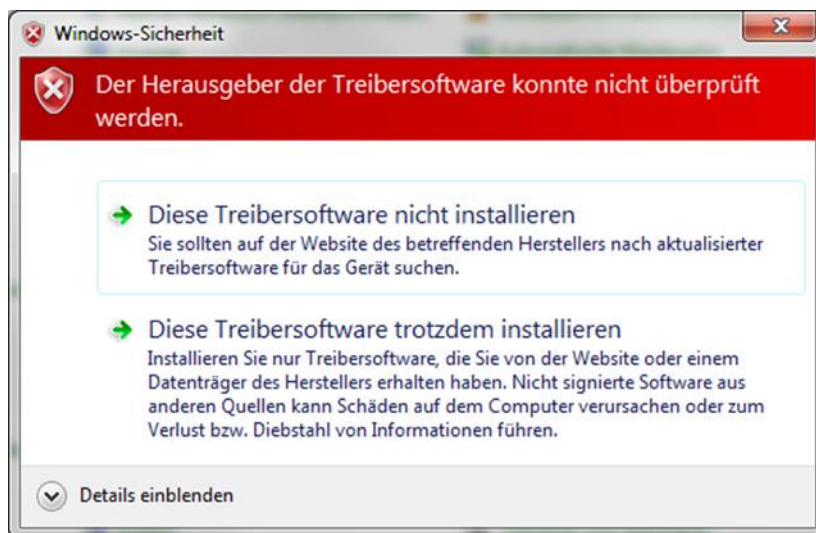 Windows-Sicherheit
Der Herausgeber der Treibersoftware konnte nicht überprüft
werden.
Diese Treibersoftware nicht installieren
Sie sollten auf der Website des betreffenden Herstellers nach aktualisierter
Treibersoftware für das Gerät suchen.
Diese Treibersoftware trotzdem installieren
Installieren Sie nur Treibersoftware, die Sie von der Website oder einem
Datenträger des Herstellers erhalten haben. Nicht signierte Software aus
anderen Quellen kann Schäden auf dem Computer verursachen oder zum
Verlust bzw. Diebstahl von Informationen führen.
Details einblenden